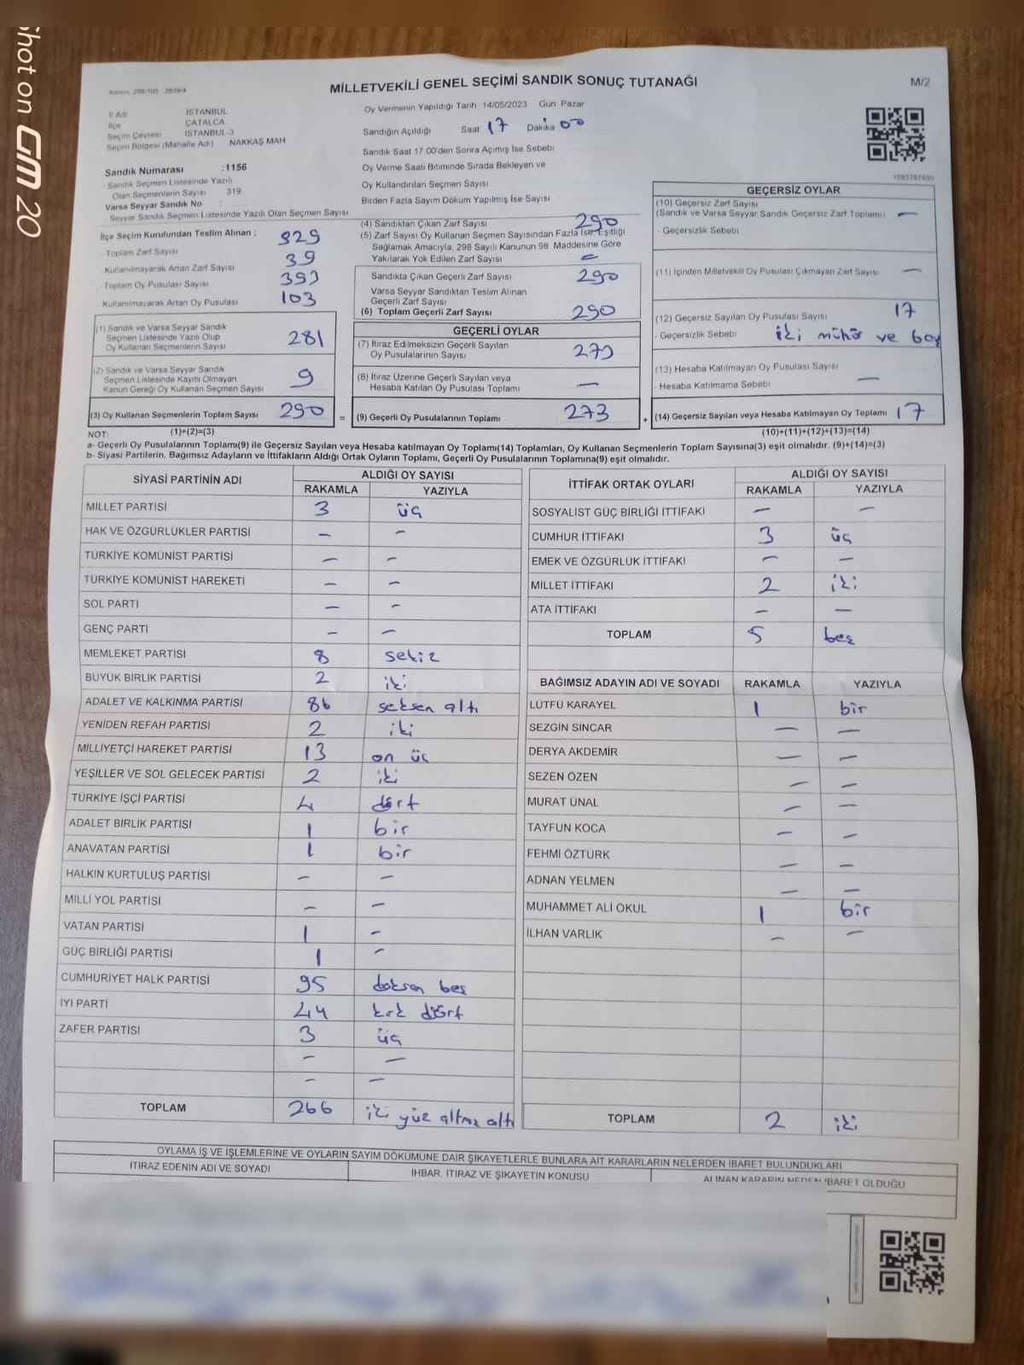 Shot on GM 20
MİLLETVEKİLİ GENEL SEÇİMİ SANDIK SONUÇ TUTANAĞI
M/2
İl Adı : İSTANBUL
İlçe : ÇATALCA
Seçim Çevresi : İSTANBUL-3
Seçim Bölgesi (Mahalle Adı) : NAKKAŞ MAH
Sandık Numarası : 1156
Sandık Seçmen Listesinde Yazılı
Olan Seçmenlerin Sayısı : 319
Varsa Seyyar Sandık No
Seyyar Sandık Seçmen Listesinde Yazılı Olan Seçmen Sayısı
Oy Vermenin Yapıldığı Tarih 14/05/2023 Gün Pazar
Sandığın Açıldığı Saat 17 Dakika 00
Sandık Saat 17.00'den Sonra Açılmış İse Sebebi
Oy Verme Saati Bitiminde Sırada Bekleyen ve
Oy Kullandırılan Seçmen Sayısı
Birden Fazla Sayım Döküm Yapılmış İse Sayısı
İlçe Seçim Kurulundan Teslim Alınan ;
Toplam Zarf Sayısı 329
Kullanılmayarak Artan Zarf Sayısı 39
Toplam Oy Pusulası Sayısı 393
Kullanılmayarak Artan Oy Pusulası 103
(1) Sandık ve Varsa Seyyar Sandık
Seçmen Listesinde Yazılı Olup
Oy Kullanan Seçmenlerin Sayısı 281
(2) Sandık ve Varsa Seyyar Sandık
Seçmen Listesinde Kayıtlı Olmayan
Kanun Gereği Oy Kullanan Seçmen Sayısı 9
(3) Oy Kullanan Seçmenlerin Toplam Sayısı 290
(1)+(2)=(3)
(4) Sandıktan Çıkan Zarf Sayısı 290
(5) Zarf Sayısı Oy Kullanan Seçmen Sayısından Fazla İse, Eşitliği
Sağlamak Amacıyla, 298 Sayılı Kanunun 98. Maddesine Göre
Yakılarak Yok Edilen Zarf Sayısı –
Sandıkta Çıkan Geçerli Zarf Sayısı 290
Varsa Seyyar Sandıktan Teslim Alınan
Geçerli Zarf Sayısı
(6) Toplam Geçerli Zarf Sayısı 290
GEÇERLİ OYLAR
(7) İtiraz Edilmeksizin Geçerli Sayılan
Oy Pusulalarının Sayısı 273
(8) İtiraz Üzerine Geçerli Sayılan veya
Hesaba Katılan Oy Pusulası Toplamı –
= (9) Geçerli Oy Pusulalarının Toplamı 273
GEÇERSİZ OYLAR
(10) Geçersiz Zarf Sayısı
(Sandık ve Varsa Seyyar Sandık Geçersiz Zarf Toplamı) –
- Geçersizlik Sebebi
(11) İçinden Milletvekili Oy Pusulası Çıkmayan Zarf Sayısı –
(12) Geçersiz Sayılan Oy Pusulası Sayısı 17
- Geçersizlik Sebebi iki mühür ve boş
(13) Hesaba Katılmayan Oy Pusulası Sayısı
- Hesaba Katılmama Sebebi –
+ (14) Geçersiz Sayılan veya Hesaba Katılmayan Oy Toplamı 17
(10)+(11)+(12)+(13)=(14)
NOT:
a- Geçerli Oy Pusulalarının Toplamı(9) ile Geçersiz Sayılan veya Hesaba katılmayan Oy Toplamı(14) Toplamları, Oy Kullanan Seçmenlerin Toplam Sayısına(3) eşit olmalıdır. (9)+(14)=(3)
b- Siyasi Partilerin, Bağımsız Adayların ve İttifakların Aldığı Ortak Oyların Toplamı, Geçerli Oy Pusulalarının Toplamına(9) eşit olmalıdır.
SİYASİ PARTİNİN ADI ALDIĞI OY SAYISI
RAKAMLA YAZIYLA
MİLLET PARTİSİ 3 üç
HAK VE ÖZGÜRLÜKLER PARTİSİ – –
TÜRKİYE KOMÜNİST PARTİSİ – –
TÜRKİYE KOMÜNİST HAREKETİ – –
SOL PARTİ – –
GENÇ PARTİ – –
MEMLEKET PARTİSİ 8 sekiz
BÜYÜK BİRLİK PARTİSİ 2 iki
ADALET VE KALKINMA PARTİSİ 86 seksen altı
YENİDEN REFAH PARTİSİ 2 iki
MİLLİYETÇİ HAREKET PARTİSİ 13 on üç
YEŞİLLER VE SOL GELECEK PARTİSİ 2 iki
TÜRKİYE İŞÇİ PARTİSİ 4 dört
ADALET BİRLİK PARTİSİ 1 bir
ANAVATAN PARTİSİ 1 bir
HALKIN KURTULUŞ PARTİSİ – –
MİLLİ YOL PARTİSİ – –
VATAN PARTİSİ 1 –
GÜÇ BİRLİĞİ PARTİSİ 1 –
CUMHURİYET HALK PARTİSİ 95 doksan beş
İYİ PARTİ 44 kırk dört
ZAFER PARTİSİ 3 üç
– –
– –
TOPLAM 266 iki yüz altmış altı
İTTİFAK ORTAK OYLARI ALDIĞI OY SAYISI
RAKAMLA YAZIYLA
SOSYALİST GÜÇ BİRLİĞİ İTTİFAKI – –
CUMHUR İTTİFAKI 3 üç
EMEK VE ÖZGÜRLÜK İTTİFAKI – –
MİLLET İTTİFAKI 2 iki
ATA İTTİFAKI – –
TOPLAM 5 beş
BAĞIMSIZ ADAYIN ADI VE SOYADI RAKAMLA YAZIYLA
LÜTFÜ KARAYEL 1 bir
SEZGİN SİNCAR – –
DERYA AKDEMİR – –
SEZEN ÖZEN – –
MURAT ÜNAL – –
TAYFUN KOCA – –
FEHMİ ÖZTÜRK – –
ADNAN YELMEN – –
MUHAMMET ALİ OKUL 1 bir
İLHAN VARLIK – –
TOPLAM 2 iki
OYLAMA İŞ VE İŞLEMLERİNE VE OYLARIN SAYIM DÖKÜMÜNE DAİR ŞİKAYETLERLE BUNLARA AİT KARARLARIN NELERDEN İBARET BULUNDUKLARI
İTİRAZ EDENİN ADI VE SOYADI İHBAR, İTİRAZ VE ŞİKAYETİN KONUSU ALINAN KARARIN NEDEN İBARET OLDUĞU